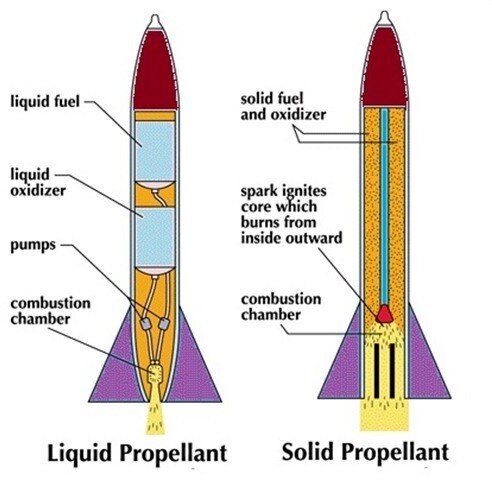 liquid fuel
liquid
oxidizer
pumps
combustion
chamber
Liquid Propellant
solid fuel
and oxidizer
spark ignites
core which
burns from
inside outward
combustion
chamber
Solid Propellant